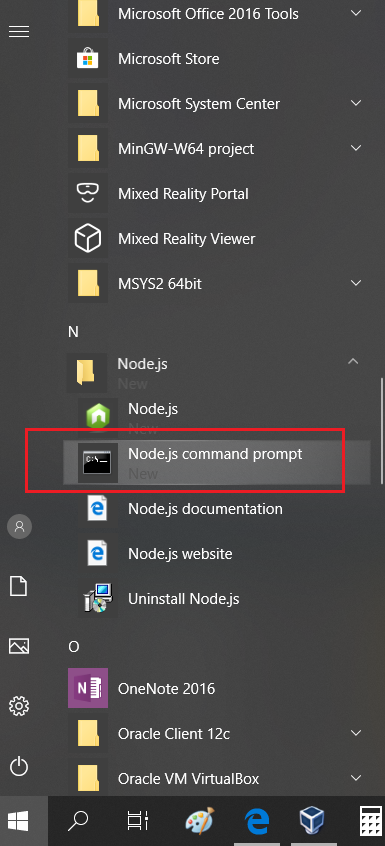 Microsoft Office 2016 Tools
Microsoft Store
Microsoft System Center
MinGW-W64 project
Mixed Reality Portal
Mixed Reality Viewer
MSYS2 64bit
N
Node.js
New
Node.js
Node.js command prompt
New
Node.js documentation
Node.js website
Uninstall Node.js
O
OneNote 2016
Oracle Client 12c
Oracle VM VirtualBox